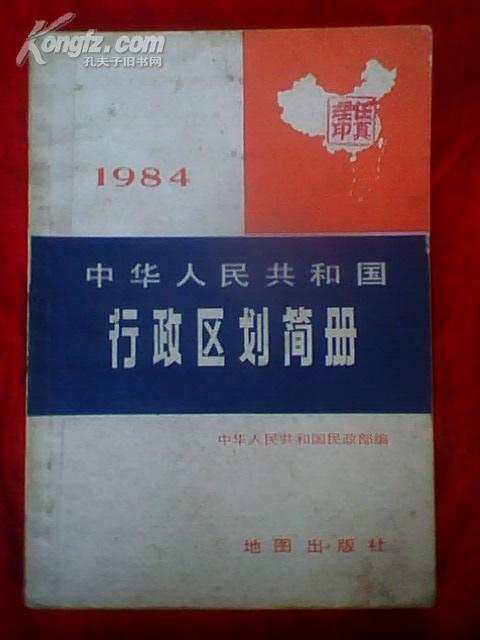 Kongfz.com
孔夫子旧书网
1984
中华人民共和国
行政区划简册
中华人民共和国民政部编
地图出版社